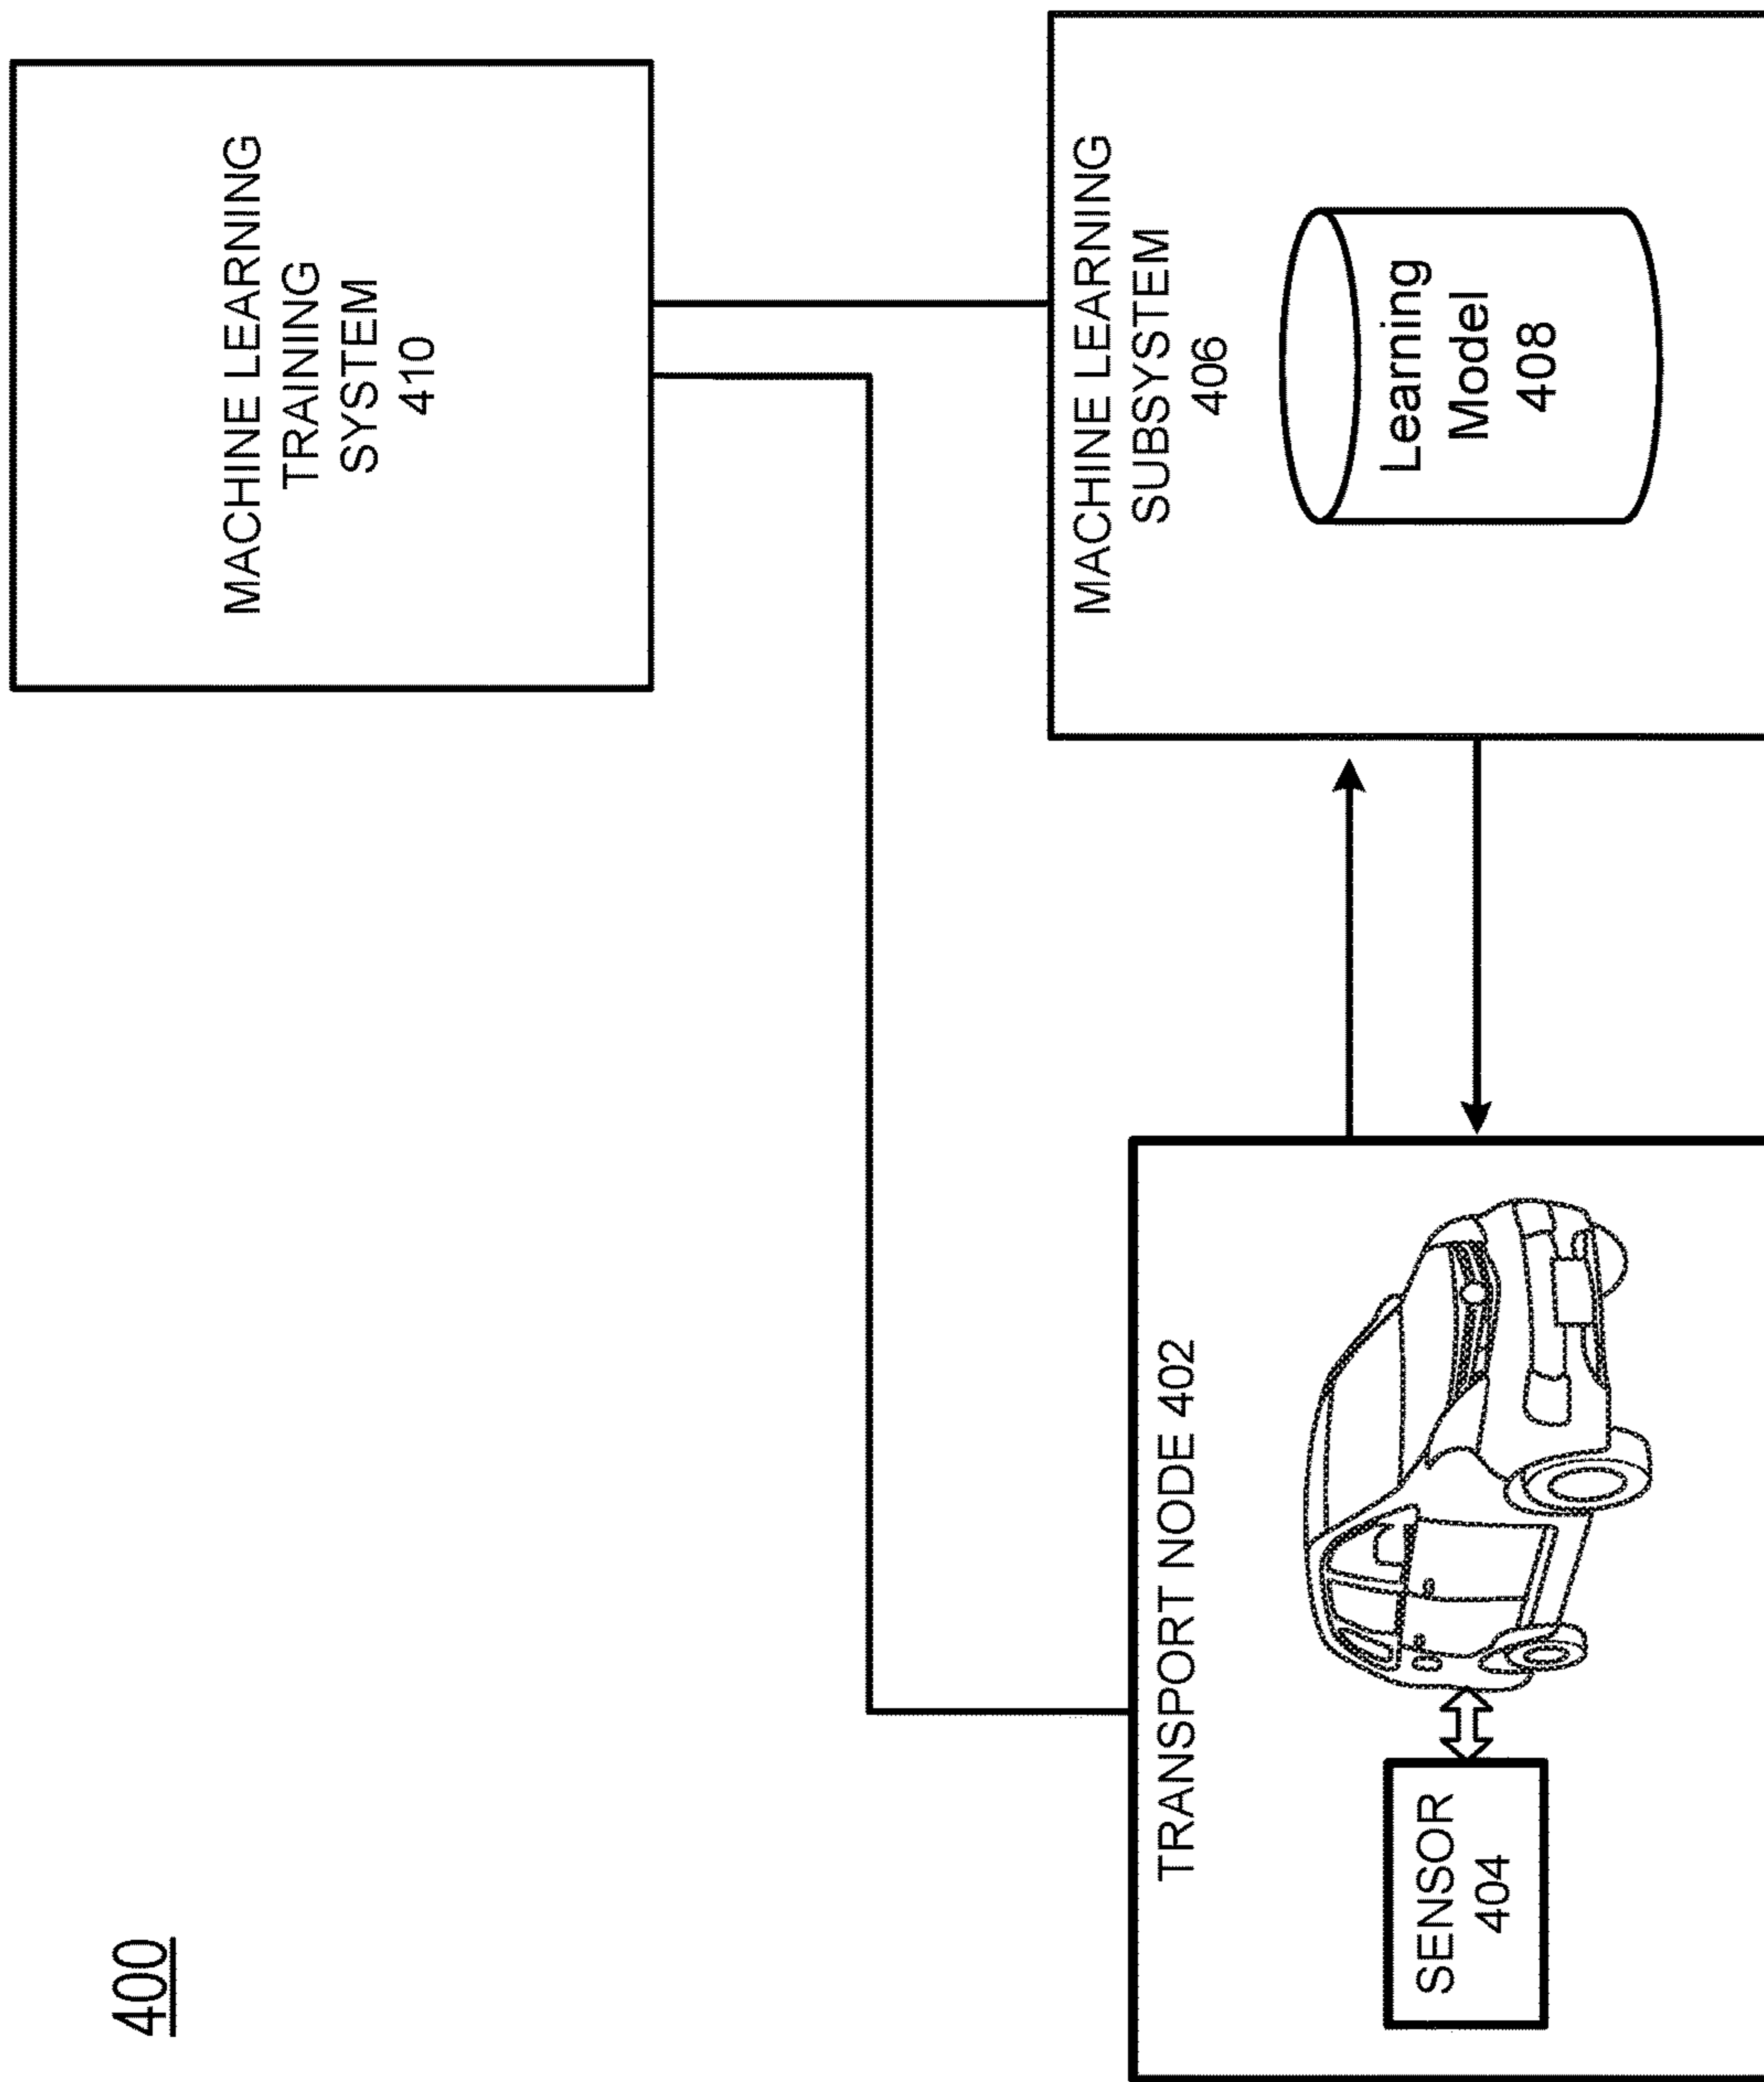 400
MACHINE LEARNING
TRAINING
SYSTEM
410
TRANSPORT NODE 402
SENSOR
404
MACHINE LEARNING
SUBSYSTEM
406
Learning
Model
408